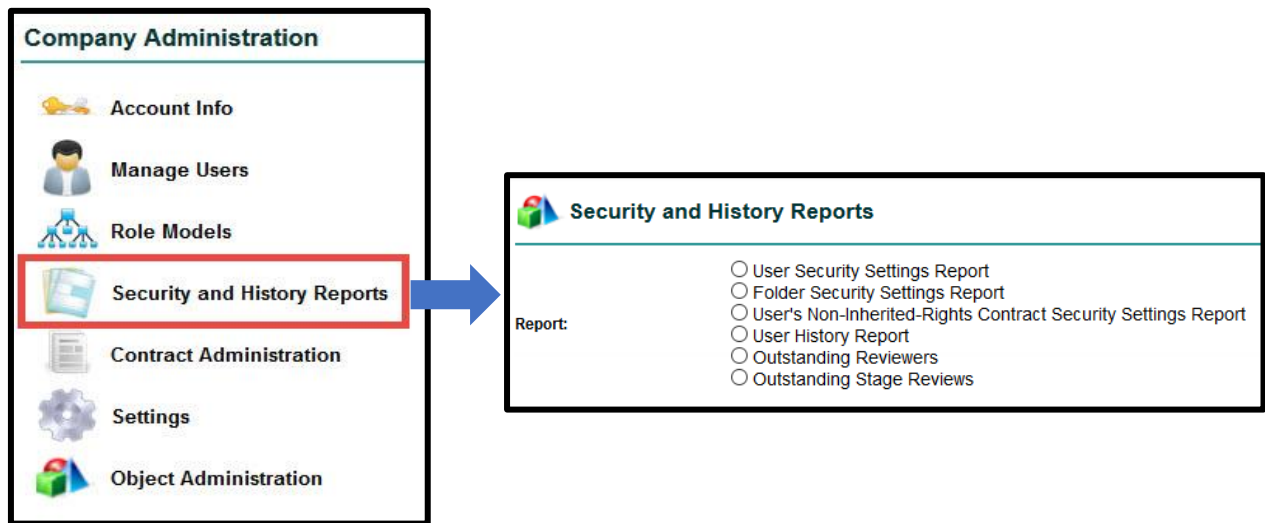 Company Administration
Account Info
Manage Users
Role Models
Security and History Reports
Contract Administration
Settings
Object Administration
Security and History Reports
Report:
User Security Settings Report
Folder Security Settings Report
User's Non-Inherited-Rights Contract Security Settings Report
User History Report
Outstanding Reviewers
Outstanding Stage Reviews